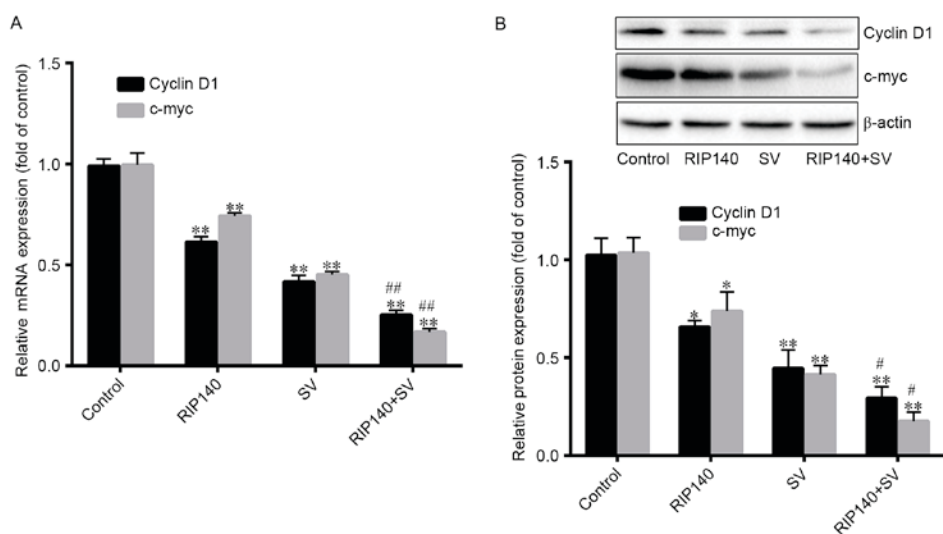 A
Relative mRNA expression (fold of control)
1.5
1.0
0.5
0.0
Cyclin D1
c-myc
**
**
**
**
##
**
##
**
Control
RIP140
SV
RIP140+SV
B
Cyclin D1
c-myc
β-actin
Control RIP140 SV RIP140+SV
Relative protein expression (fold of control)
1.5
1.0
0.5
0.0
Cyclin D1
c-myc
*
*
**
**
#
**
#
**
Control
RIP140
SV
RIP140+SV